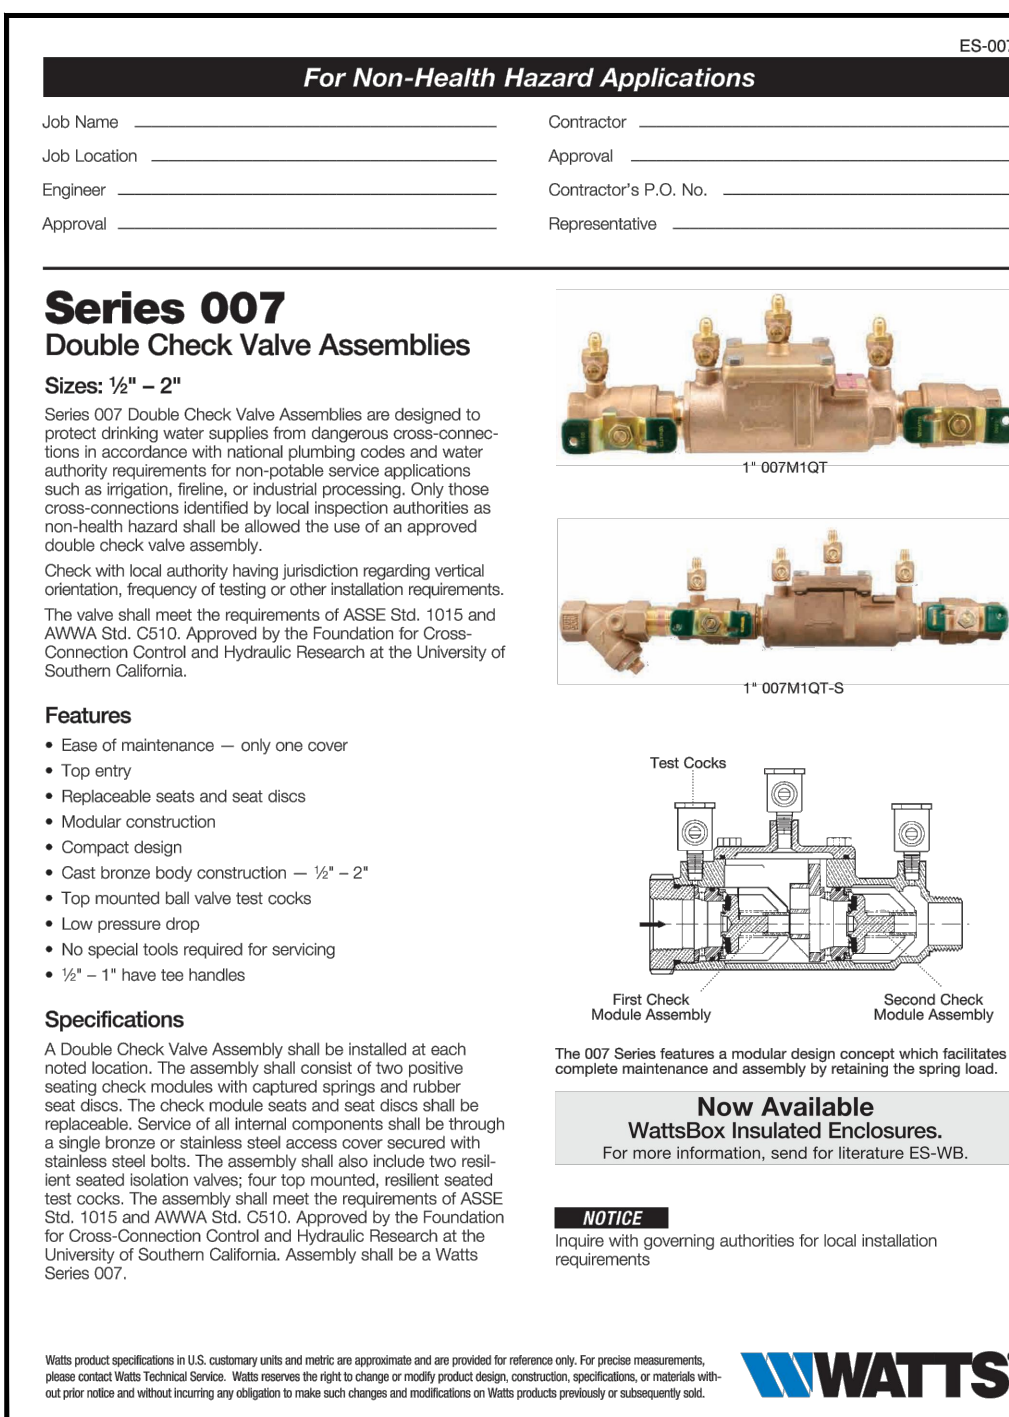 ES-007
For Non-Health Hazard Applications
Job Name
Contractor
Job Location
Approval
Engineer
Contractor's P.O. No.
Approval
Representative
Series 007
Double Check Valve Assemblies
Sizes: ½" – 2"
Series 007 Double Check Valve Assemblies are designed to
protect drinking water supplies from dangerous cross-connec-
tions in accordance with national plumbing codes and water
authority requirements for non-potable service applications
such as irrigation, fireline, or industrial processing. Only those
cross-connections identified by local inspection authorities as
non-health hazard shall be allowed the use of an approved
double check valve assembly.
Check with local authority having jurisdiction regarding vertical
orientation, frequency of testing or other installation requirements.
The valve shall meet the requirements of ASSE Std. 1015 and
AWWA Std. C510. Approved by the Foundation for Cross-
Connection Control and Hydraulic Research at the University of
Southern California.
Features
• Ease of maintenance — only one cover
• Top entry
• Replaceable seats and seat discs
• Modular construction
• Compact design
• Cast bronze body construction — ½" – 2"
• Top mounted ball valve test cocks
• Low pressure drop
• No special tools required for servicing
• ½" – 1" have tee handles
Specifications
A Double Check Valve Assembly shall be installed at each
noted location. The assembly shall consist of two positive
seating check modules with captured springs and rubber
seat discs. The check module seats and seat discs shall be
replaceable. Service of all internal components shall be through
a single bronze or stainless steel access cover secured with
stainless steel bolts. The assembly shall also include two resil-
ient seated isolation valves; four top mounted, resilient seated
test cocks. The assembly shall meet the requirements of ASSE
Std. 1015 and AWWA Std. C510. Approved by the Foundation
for Cross-Connection Control and Hydraulic Research at the
University of Southern California. Assembly shall be a Watts
Series 007.
1" 007M1QT
1" 007M1QT-S
Test Cocks
First Check
Module Assembly
Second Check
Module Assembly
The 007 Series features a modular design concept which facilitates
complete maintenance and assembly by retaining the spring load.
Now Available
WattsBox Insulated Enclosures.
For more information, send for literature ES-WB.
NOTICE
Inquire with governing authorities for local installation
requirements
Watts product specifications in U.S. customary units and metric are approximate and are provided for reference only. For precise measurements,
please contact Watts Technical Service. Watts reserves the right to change or modify product design, construction, specifications, or materials with-
out prior notice and without incurring any obligation to make such changes and modifications on Watts products previously or subsequently sold.
WATTS